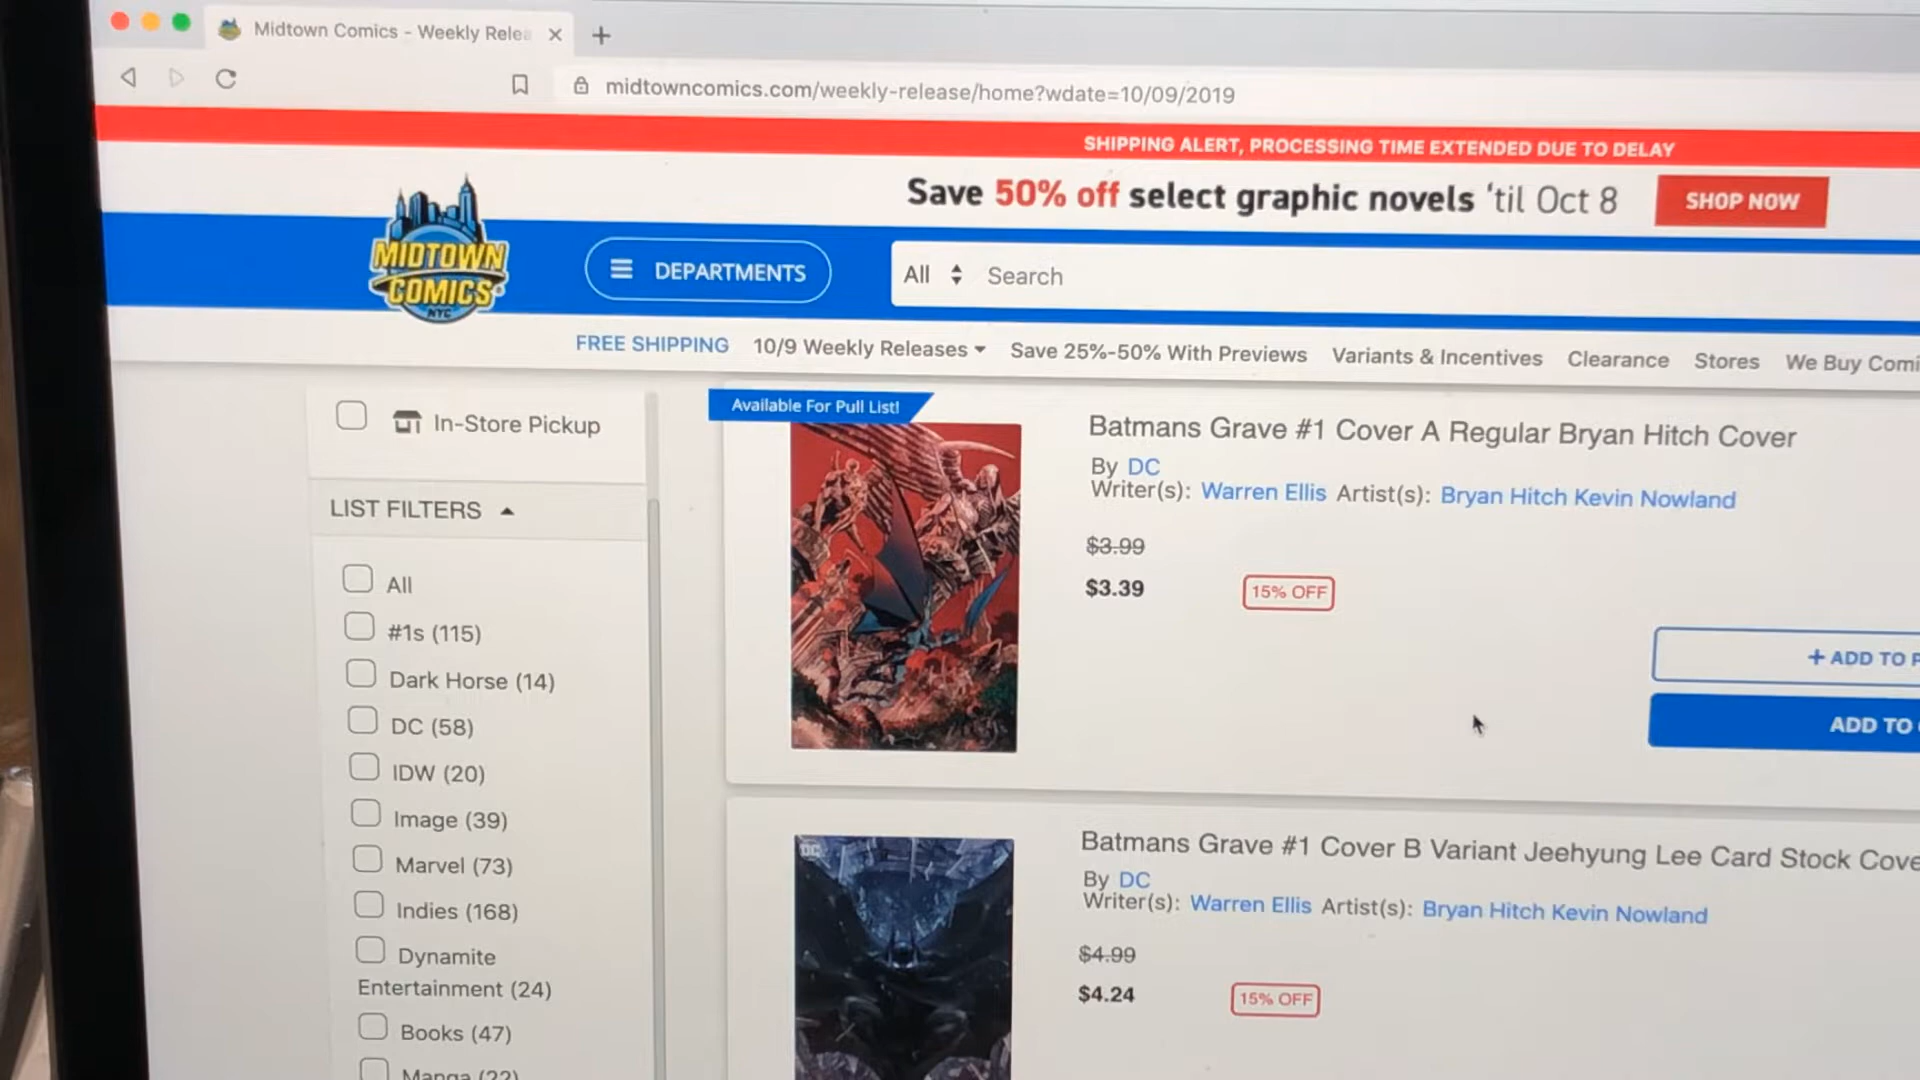 Midtown Comics - Weekly Relea
midtowncomics.com/weekly-release/home?wdate=10/09/2019
SHIPPING ALERT, PROCESSING TIME EXTENDED DUE TO DELAY
Save 50% off select graphic novels ‘til Oct 8
SHOP NOW
MIDTOWN
COMICS
NYC
DEPARTMENTS
All
Search
FREE SHIPPING
10/9 Weekly Releases
Save 25%-50% With Previews
Variants & Incentives
Clearance
Stores
We Buy Comi
In-Store Pickup
LIST FILTERS
All
#1s (115)
Dark Horse (14)
DC (58)
IDW (20)
Image (39)
Marvel (73)
Indies (168)
Dynamite
Entertainment (24)
Books (47)
Manga (22)
Available For Pull List!
Batmans Grave #1 Cover A Regular Bryan Hitch Cover
By DC
Writer(s): Warren Ellis Artist(s): Bryan Hitch Kevin Nowland
$3.99
$3.39
15% OFF
+ ADD TO P
ADD TO
DC
Batmans Grave #1 Cover B Variant Jeehyung Lee Card Stock Cove
By DC
Writer(s): Warren Ellis Artist(s): Bryan Hitch Kevin Nowland
$4.99
$4.24
15% OFF